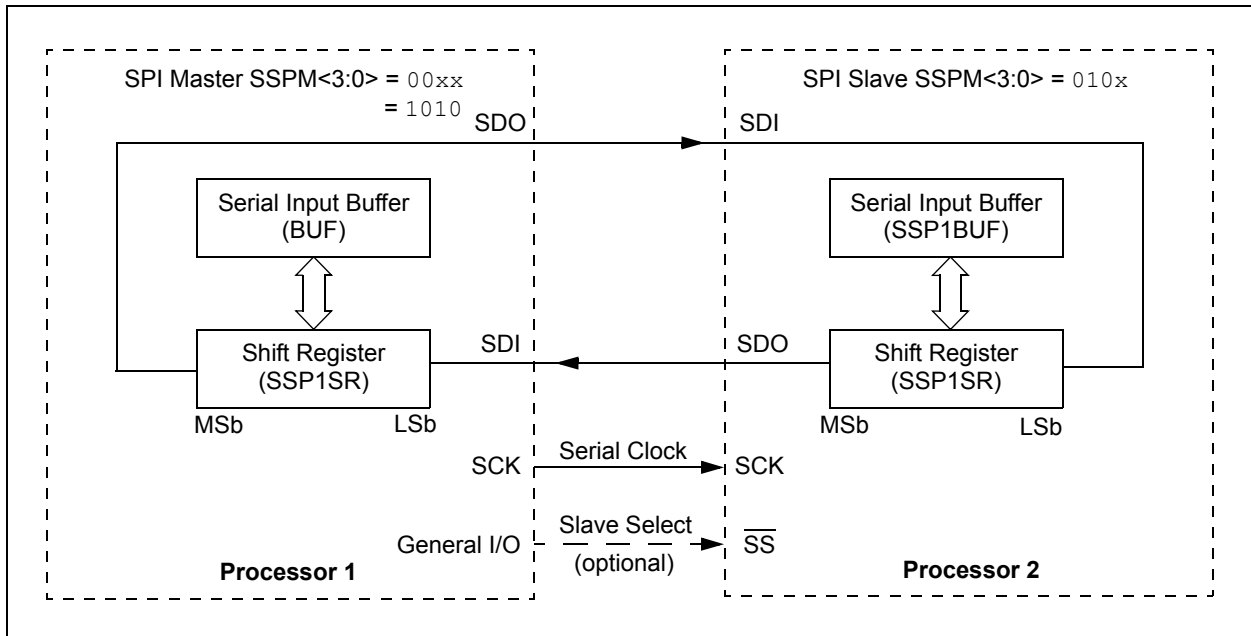 SPI Master SSPM<3:0> = 00xx
= 1010
SPI Slave SSPM<3:0> = 010x
SDO
SDI
Serial Input Buffer
(BUF)
Serial Input Buffer
(SSP1BUF)
SDI
SDO
Shift Register
(SSP1SR)
Shift Register
(SSP1SR)
MSb
LSb
MSb
LSb
SCK
Serial Clock
SCK
General I/O
Slave Select
(optional)
S̅S̅
Processor 1
Processor 2